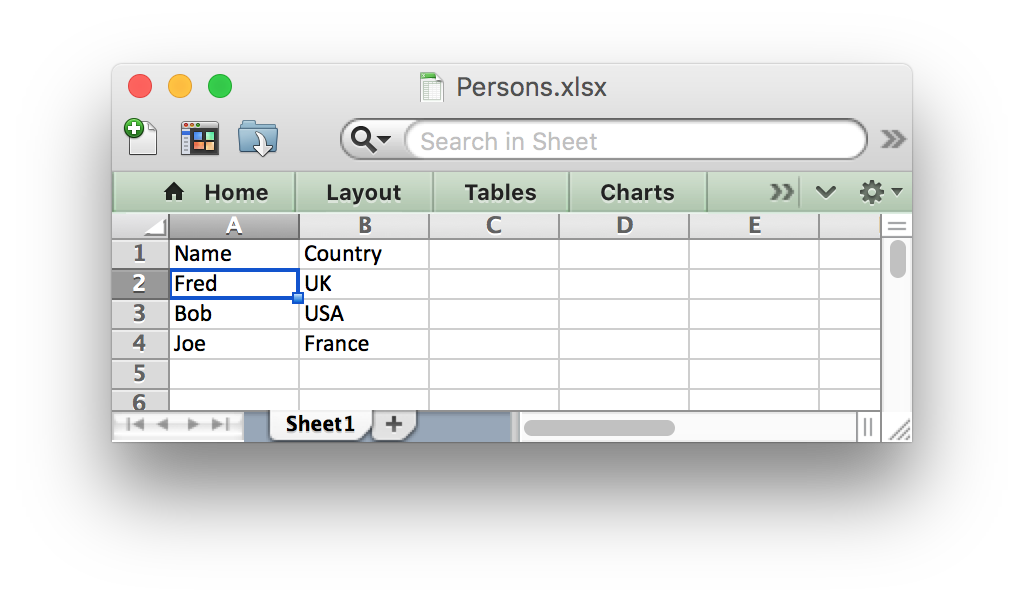 Persons.xlsx
Search in Sheet
Home Layout Tables Charts
A B C D E
1 Name Country
2 Fred UK
3 Bob USA
4 Joe France
5
6
Sheet1 +